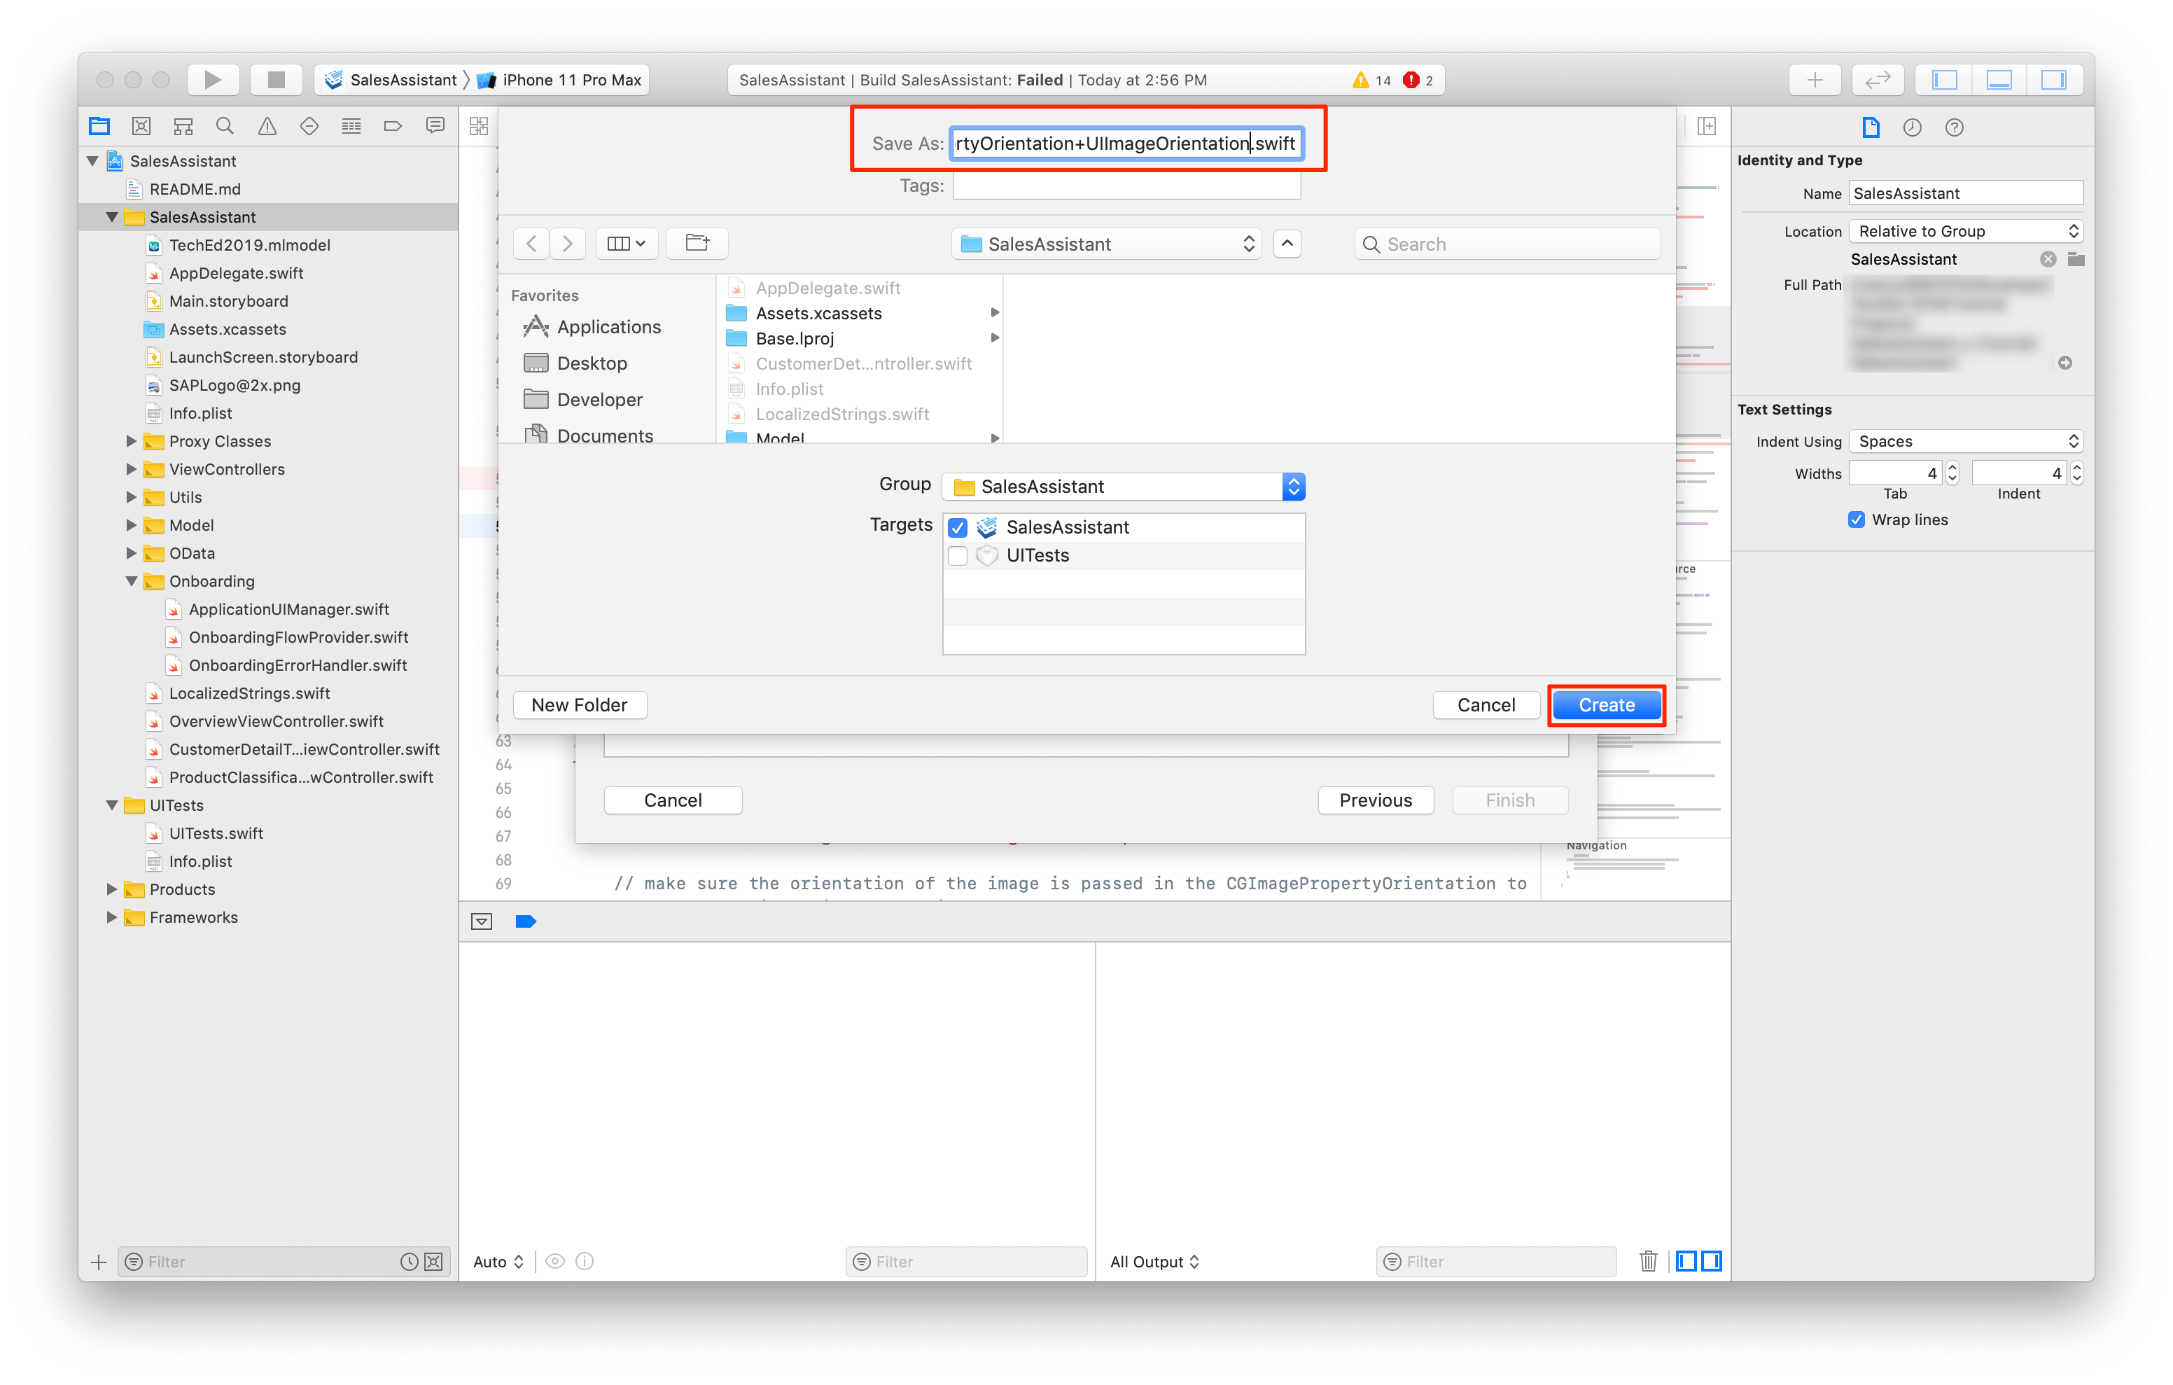 SalesAssistant
iPhone 11 Pro Max
SalesAssistant | Build SalesAssistant: Failed | Today at 2:56 PM
14
2
SalesAssistant
README.md
SalesAssistant
TechEd2019.mlmodel
AppDelegate.swift
Main.storyboard
Assets.xcassets
LaunchScreen.storyboard
SAPLogo@2x.png
Info.plist
Proxy Classes
ViewControllers
Utils
Model
OData
Onboarding
ApplicationUIManager.swift
OnboardingFlowProvider.swift
OnboardingErrorHandler.swift
LocalizedStrings.swift
OverviewViewController.swift
CustomerDetailT...iewController.swift
ProductClassifica...wController.swift
UITests
UITests.swift
Info.plist
Products
Frameworks
Filter
Save As: rtyOrientation+UIImageOrientation.swift
Tags:
SalesAssistant
Search
Favorites
Applications
Desktop
Developer
Documents
AppDelegate.swift
Assets.xcassets
Base.lproj
CustomerDet...ntroller.swift
Info.plist
LocalizedStrings.swift
Model
Group SalesAssistant
Targets SalesAssistant
UITests
New Folder
Cancel
Create
63
64
65
66
67
68
69
Cancel
Previous
Finish
// make sure the orientation of the image is passed in the CGImagePropertyOrientation to
Navigation
Auto
Filter
All Output
Filter
Identity and Type
Name SalesAssistant
Location Relative to Group
SalesAssistant
Full Path
Text Settings
Indent Using Spaces
Widths 4 4
Tab Indent
Wrap lines